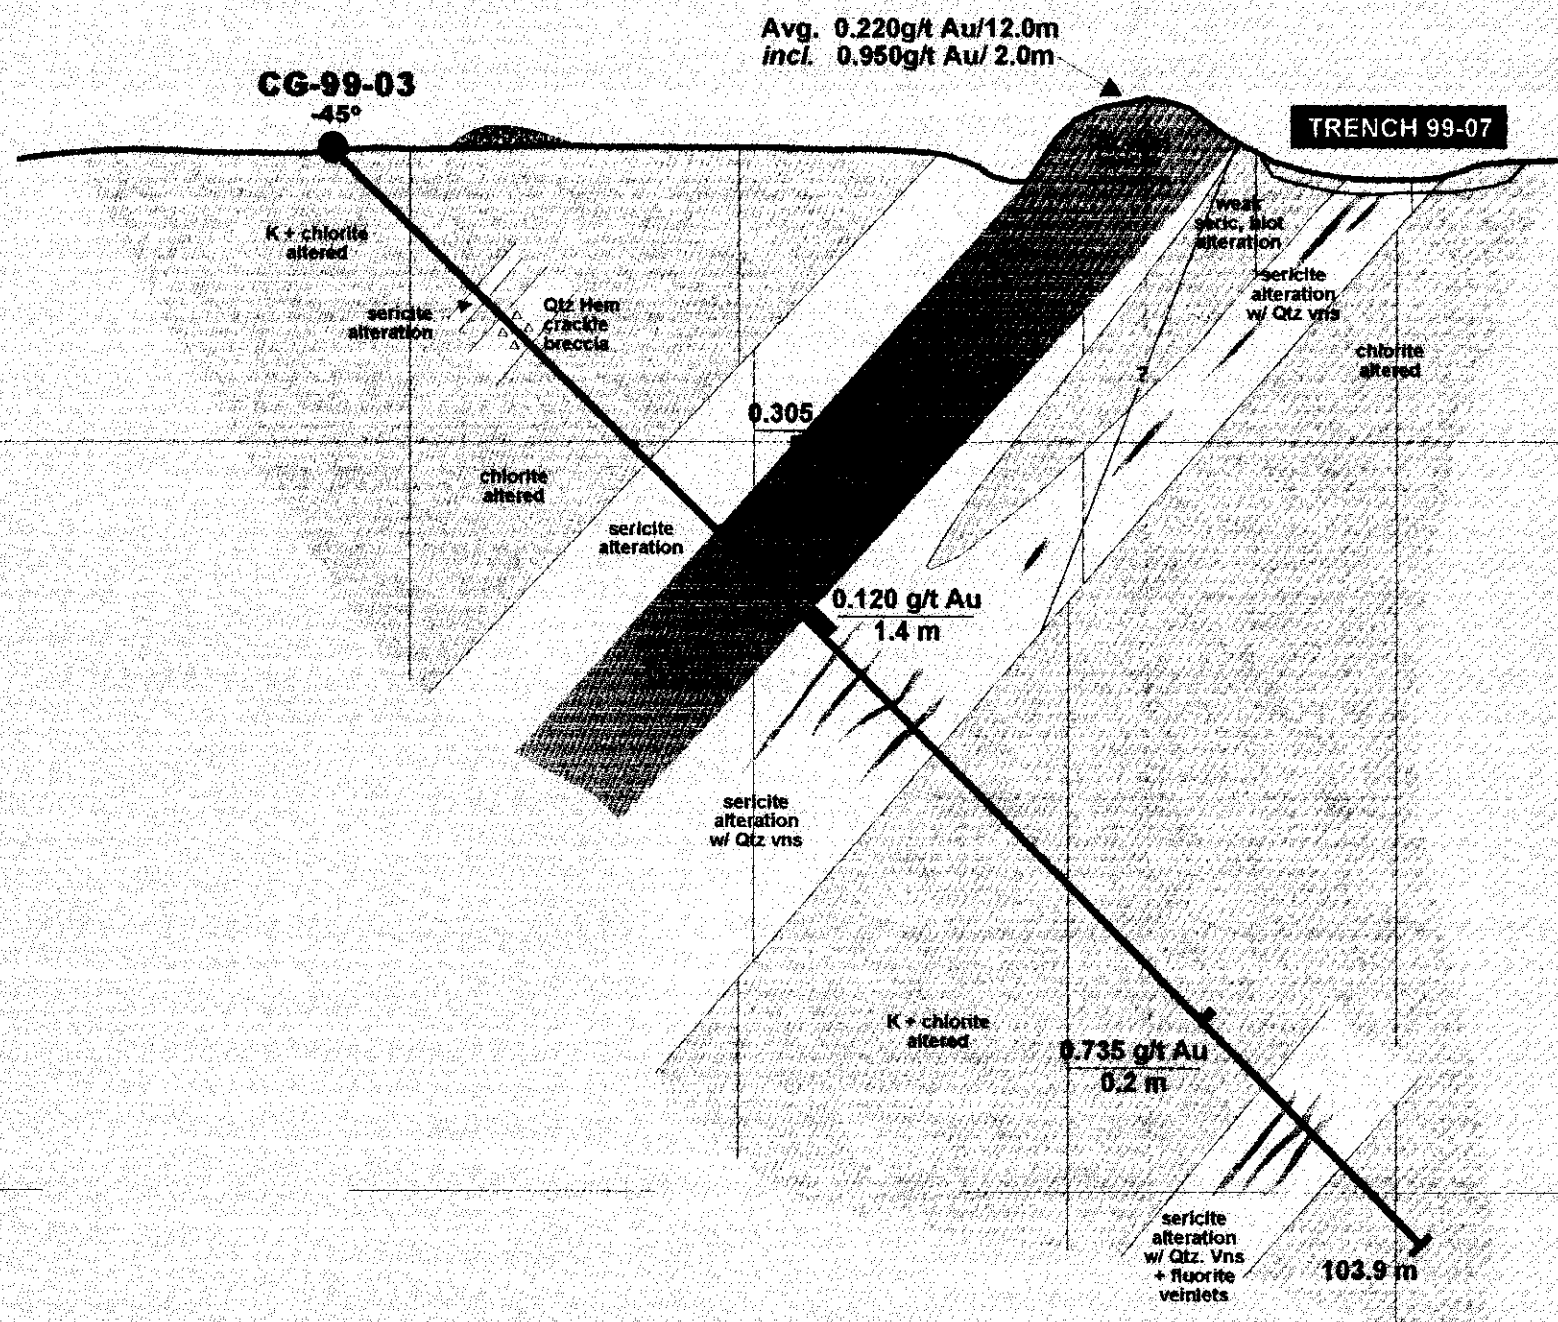 Avg. 0.220g/t Au/12.0m
incl. 0.950g/t Au/ 2.0m
CG-99-03
-45º
TRENCH 99-07
K + chlorite
altered
weak
seric, biot
alteration
sericite
alteration
w/ Qtz vns
sericite
alteration
Qtz Hem
crackle
breccia
chlorite
altered
?
0.305
chlorite
altered
sericite
alteration
0.120 g/t Au
1.4 m
sericite
alteration
w/ Qtz vns
K + chlorite
altered
0.735 g/t Au
0.2 m
sericite
alteration
w/ Qtz. Vns
+ fluorite
veinlets
103.9 m